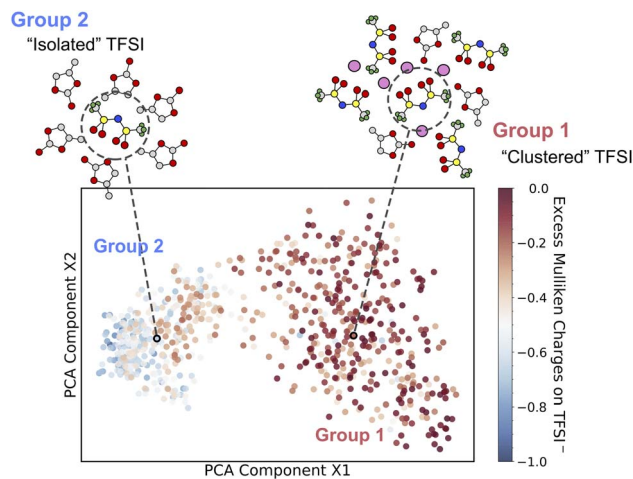 Group 2
“Isolated” TFSI
Group 1
“Clustered” TFSI
Group 2
Group 1
PCA Component X2
PCA Component X1
0.0
−0.2
−0.4
−0.6
−0.8
−1.0
Excess Mulliken Charges on TFSI⁻